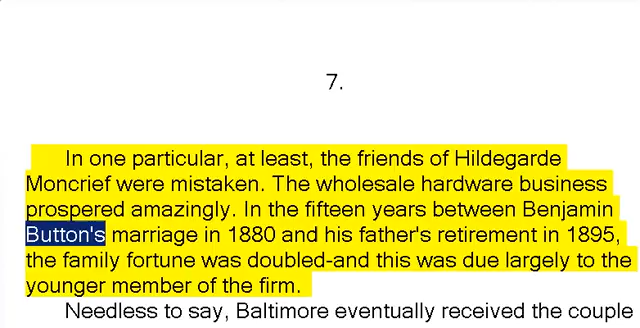 7.
In one particular, at least, the friends of Hildegarde
Moncrief were mistaken. The wholesale hardware business
prospered amazingly. In the fifteen years between Benjamin
Button's marriage in 1880 and his father's retirement in 1895,
the family fortune was doubled-and this was due largely to the
younger member of the firm.
Needless to say, Baltimore eventually received the couple